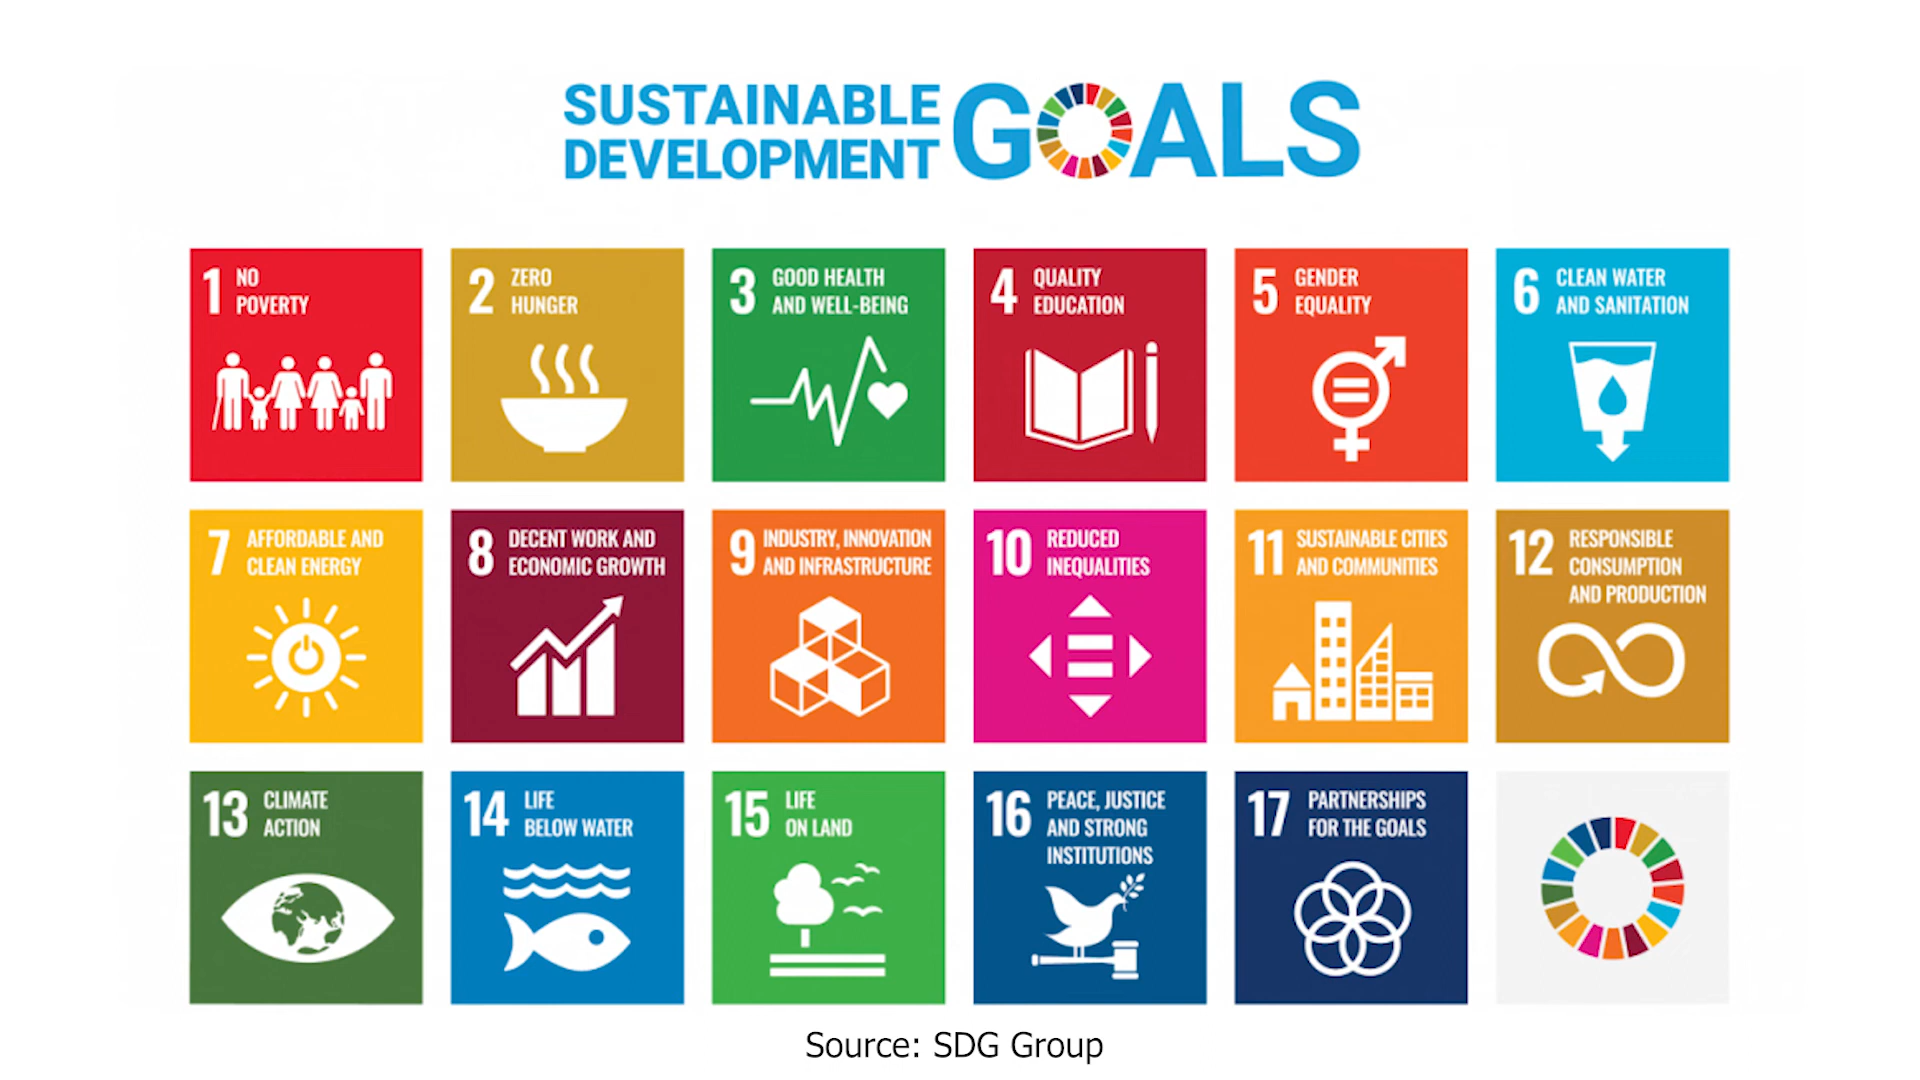 SUSTAINABLE
DEVELOPMENT
GOALS
1 NO
POVERTY
2 ZERO
HUNGER
3 GOOD HEALTH
AND WELL-BEING
4 QUALITY
EDUCATION
5 GENDER
EQUALITY
6 CLEAN WATER
AND SANITATION
7 AFFORDABLE AND
CLEAN ENERGY
8 DECENT WORK AND
ECONOMIC GROWTH
9 INDUSTRY, INNOVATION
AND INFRASTRUCTURE
10 REDUCED
INEQUALITIES
11 SUSTAINABLE CITIES
AND COMMUNITIES
12 RESPONSIBLE
CONSUMPTION
AND PRODUCTION
13 CLIMATE
ACTION
14 LIFE
BELOW WATER
15 LIFE
ON LAND
16 PEACE, JUSTICE
AND STRONG
INSTITUTIONS
17 PARTNERSHIPS
FOR THE GOALS
Source: SDG Group